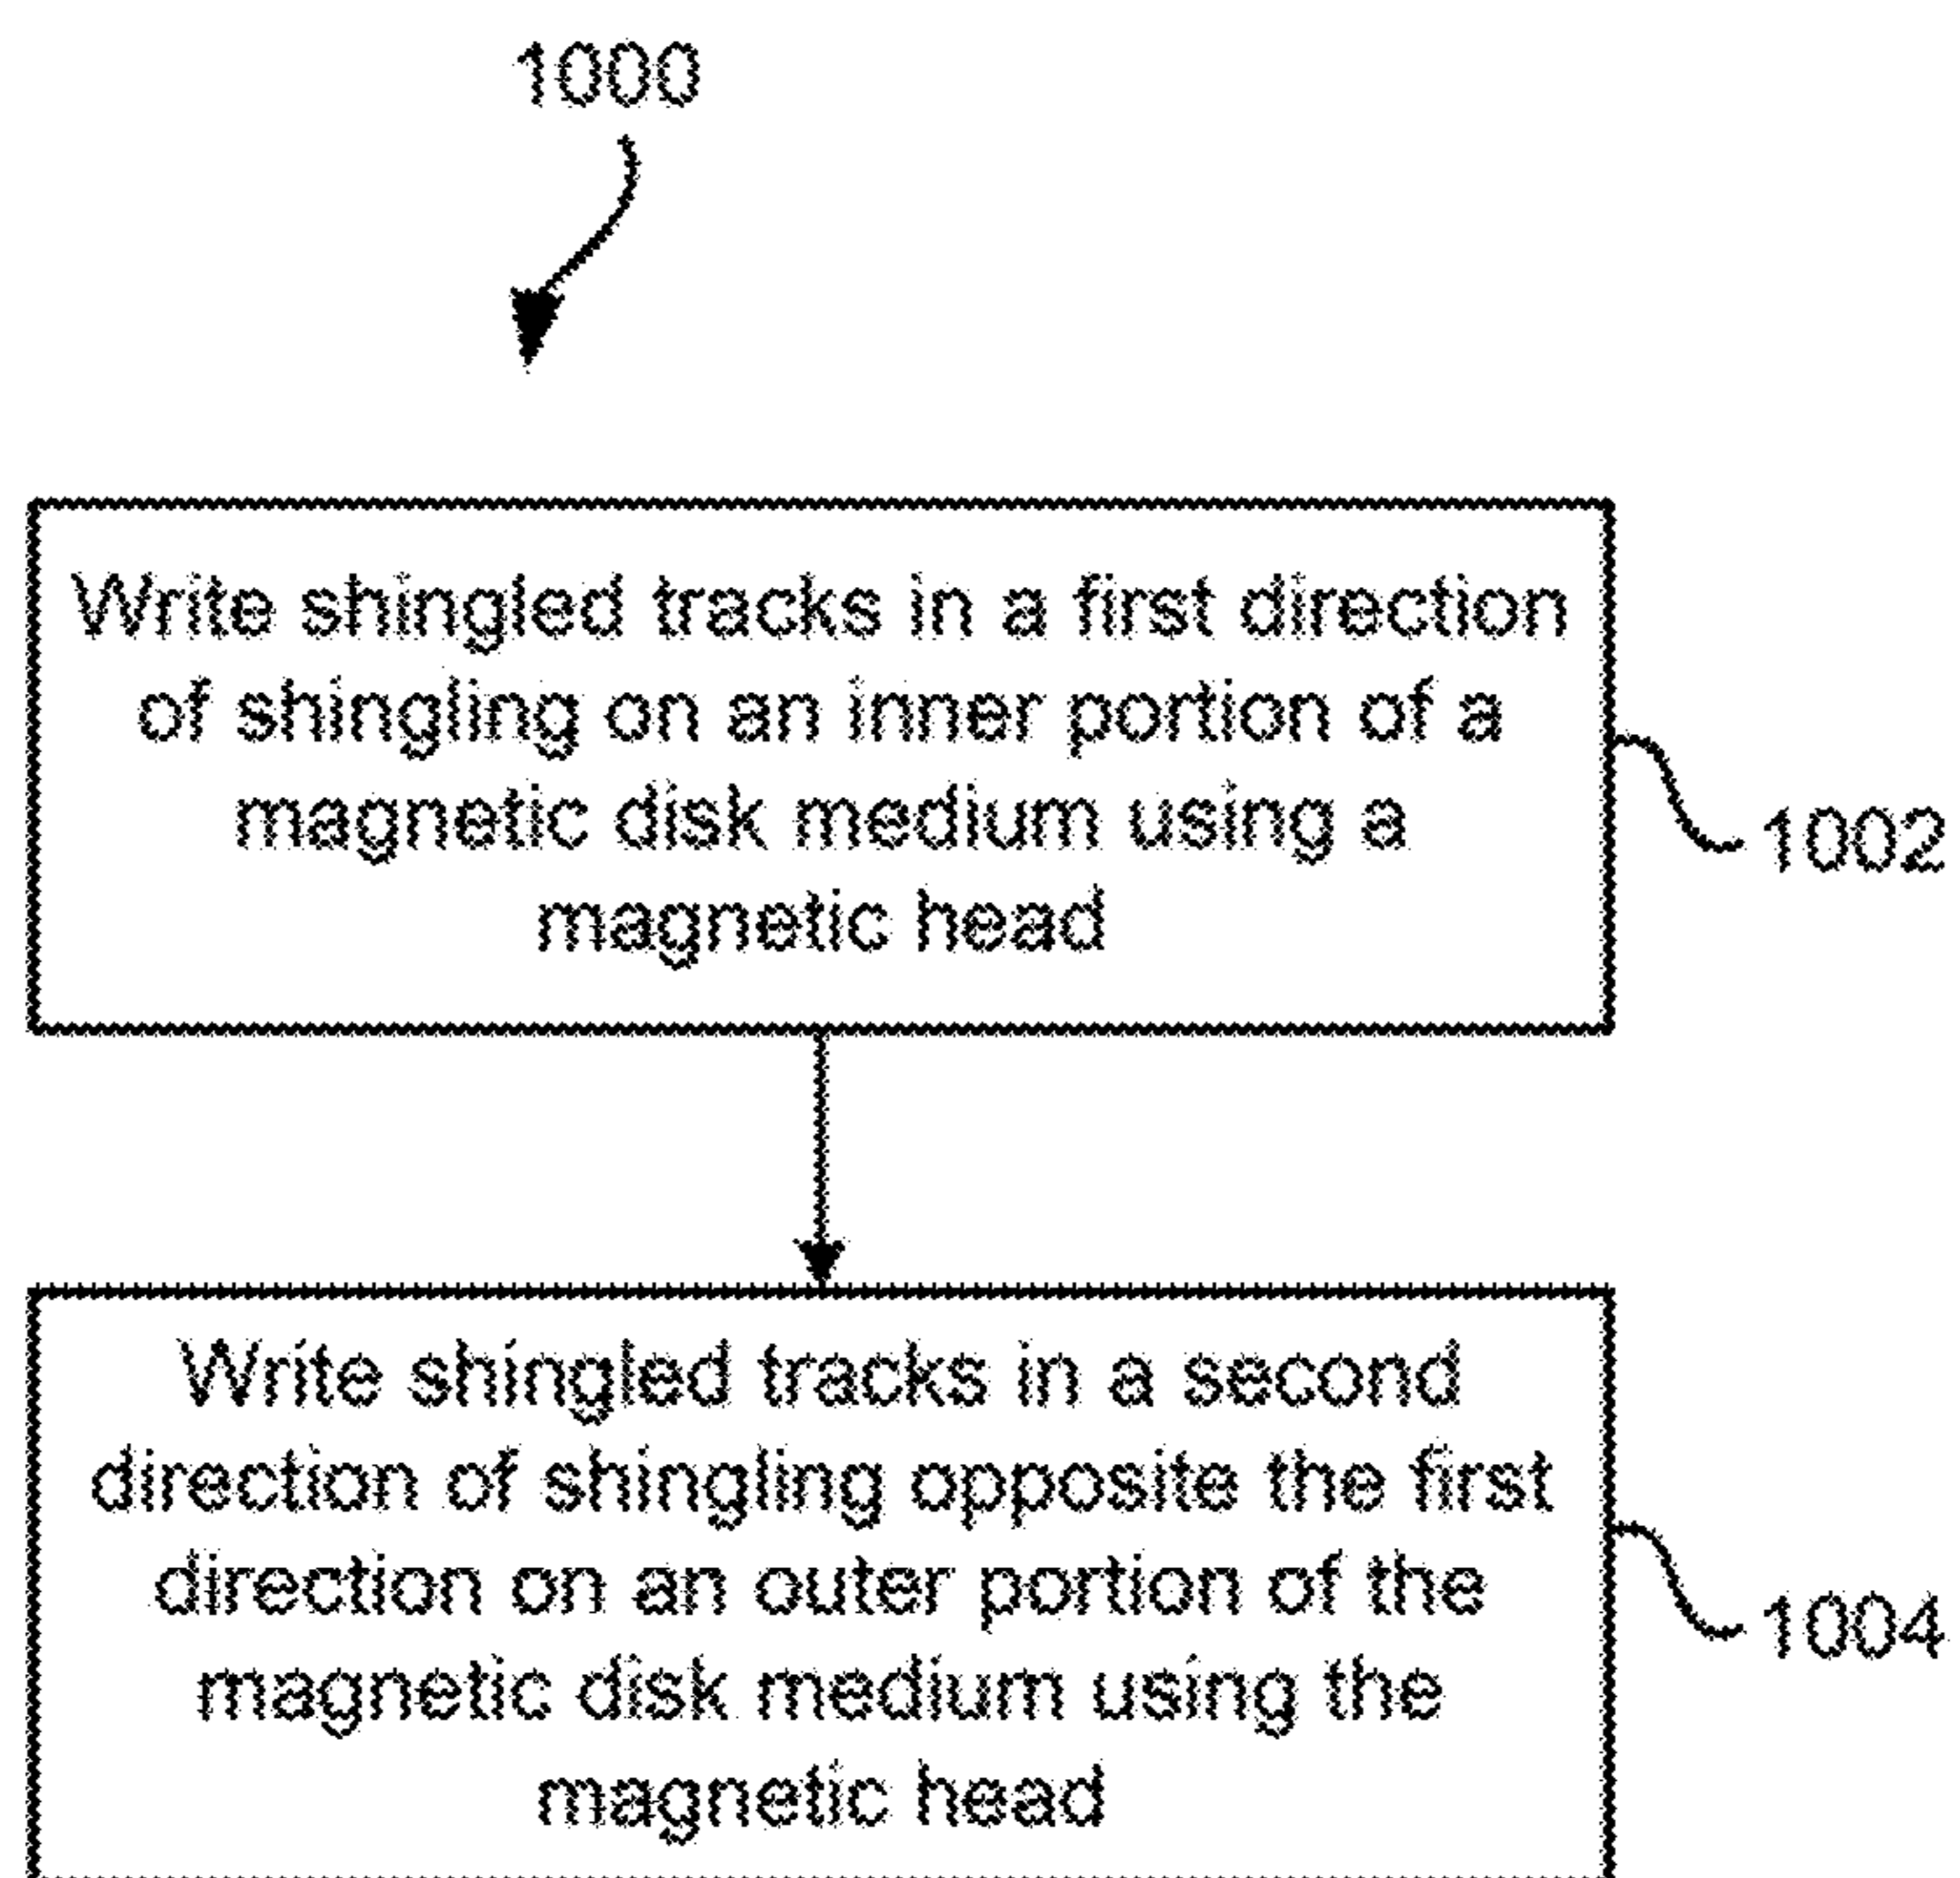 1000
Write shingled tracks in a first direction
of shingling on an inner portion of a
magnetic disk medium using a
magnetic head
1002
Write shingled tracks in a second
direction of shingling opposite the first
direction on an outer portion of the
magnetic disk medium using the
magnetic head
1004